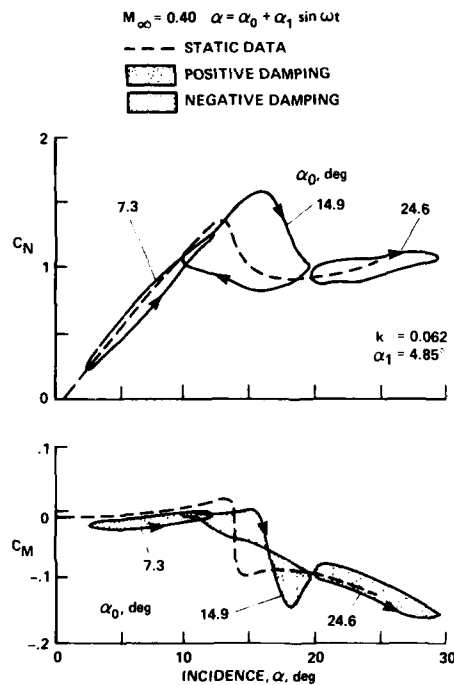 M∞ = 0.40 α = α0 + α1 sin ωt
STATIC DATA
POSITIVE DAMPING
NEGATIVE DAMPING
2
α0, deg
7.3
14.9
24.6
CN
1
k = 0.062
α1 = 4.85°
0
.1
0
CM
7.3
-.1
α0, deg
14.9
24.6
-.2
0
10
20
30
INCIDENCE, α, deg